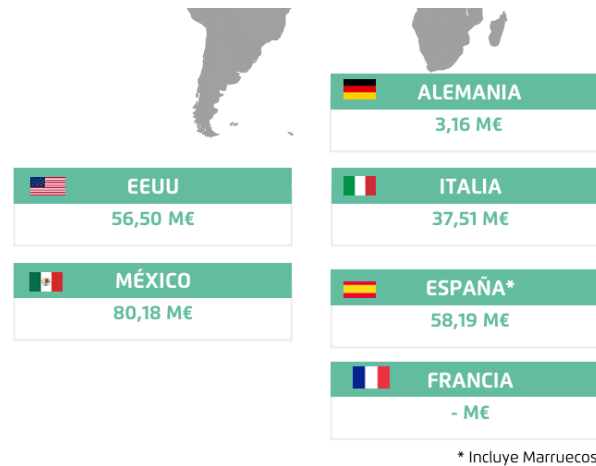 EEUU
56,50 M€
MÉXICO
80,18 M€
ALEMANIA
3,16 M€
ITALIA
37,51 M€
ESPAÑA*
58,19 M€
FRANCIA
- M€
* Incluye Marruecos